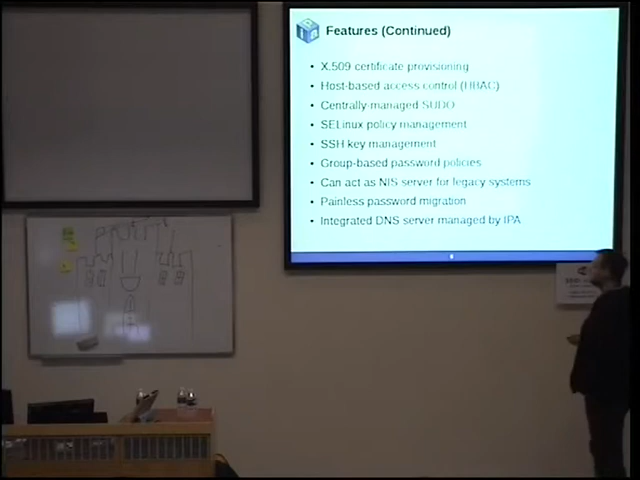 Features (Continued)
• X.509 certificate provisioning
• Host-based access control (HBAC)
• Centrally-managed SUDO
• SELinux policy management
• SSH key management
• Group-based password policies
• Can act as NIS server for legacy systems
• Painless password migration
• Integrated DNS server managed by IPA